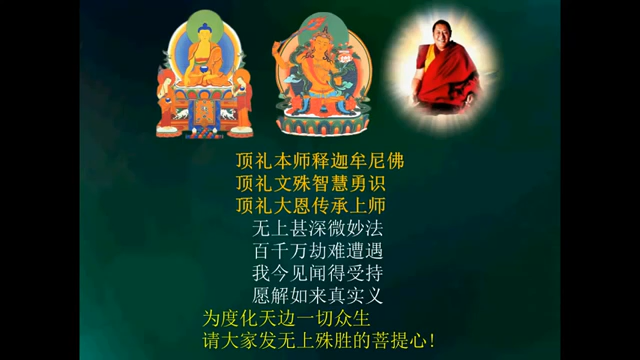 顶礼本师释迦牟尼佛
顶礼文殊智慧勇识
顶礼大恩传承上师
无上甚深微妙法
百千万劫难遭遇
我今见闻得受持
愿解如来真实义
为度化天边一切众生
请大家发无上殊胜的菩提心!